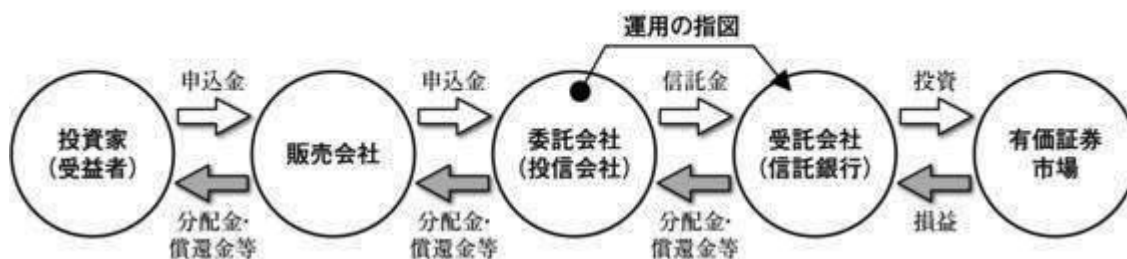 運用の指図
申込金
申込金
信託金
投資
投資家
(受益者)
販売会社
委託会社
(投信会社)
受託会社
(信託銀行)
有価証券
市場
分配金・
償還金等
分配金・
償還金等
分配金・
償還金等
損益